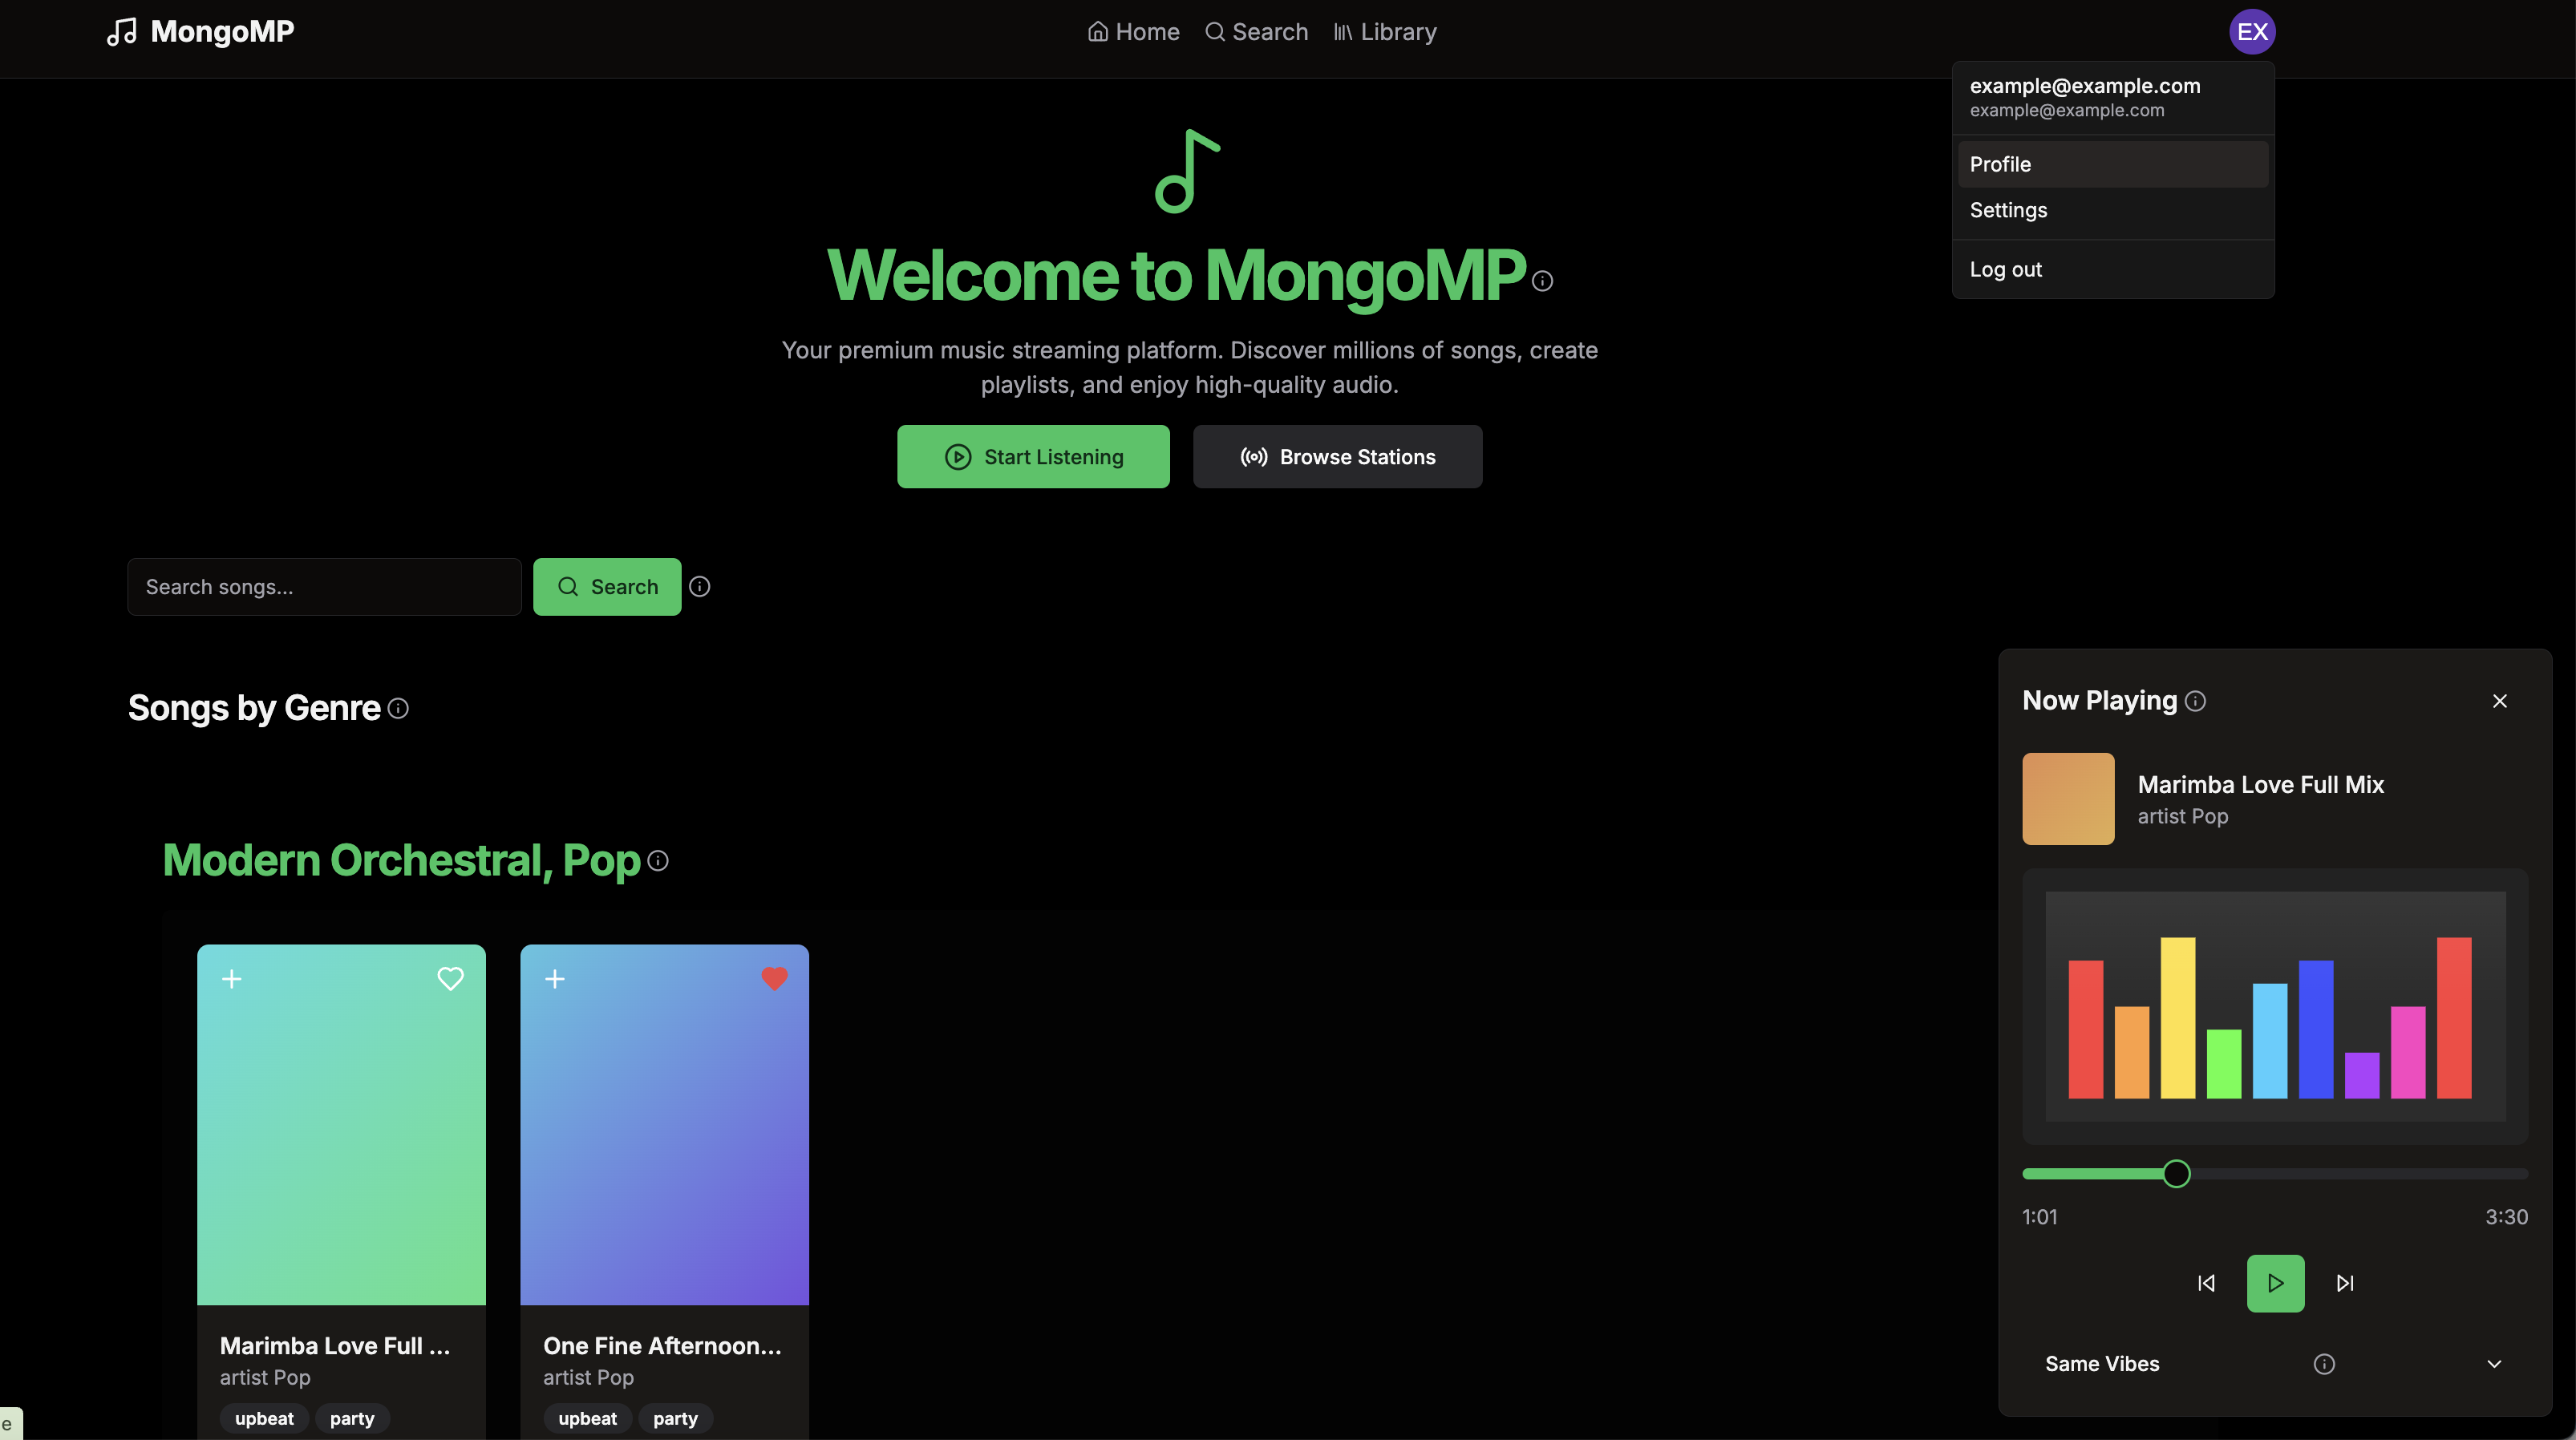 MongoMP
Home
Search
Library
EX
example@example.com
example@example.com
Profile
Settings
Log out
Welcome to MongoMP
Your premium music streaming platform. Discover millions of songs, create
playlists, and enjoy high-quality audio.
Start Listening
Browse Stations
Search songs...
Search
Songs by Genre
Modern Orchestral, Pop
Marimba Love Full ...
artist Pop
upbeat
party
One Fine Afternoon...
artist Pop
upbeat
party
Now Playing
Marimba Love Full Mix
artist Pop
1:01
3:30
Same Vibes
e